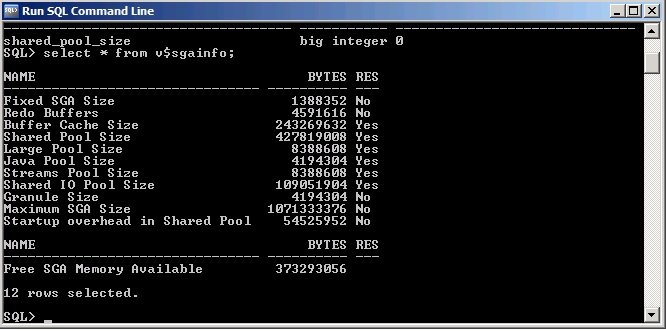 Run SQL Command Line
------------------------------------ ----------- ------------------------------
shared_pool_size                     big integer 0
SQL> select * from v$sgainfo;
NAME                                  BYTES RES
-------------------------------- ---------- ---
Fixed SGA Size                      1388352 No
Redo Buffers                        4591616 No
Buffer Cache Size                 243269632 Yes
Shared Pool Size                  427819008 Yes
Large Pool Size                     8388608 Yes
Java Pool Size                      4194304 Yes
Streams Pool Size                   8388608 Yes
Shared IO Pool Size               109051904 Yes
Granule Size                        4194304 No
Maximum SGA Size                 1071333376 No
Startup overhead in Shared Pool    54525952 No
NAME                                  BYTES RES
-------------------------------- ---------- ---
Free SGA Memory Available         373293056
12 rows selected.
SQL> _